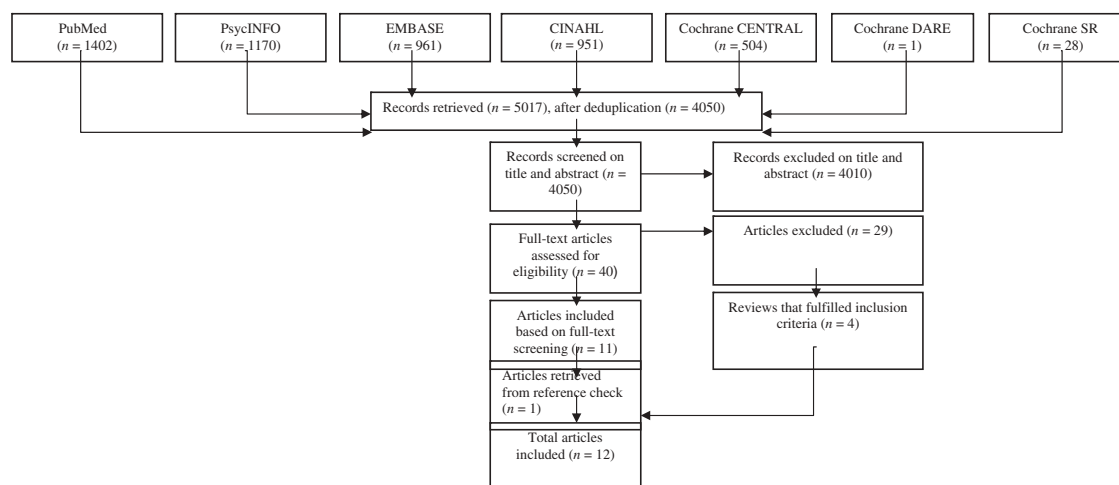 PubMed
(n = 1402)
PsycINFO
(n = 1170)
EMBASE
(n = 961)
CINAHL
(n = 951)
Cochrane CENTRAL
(n = 504)
Cochrane DARE
(n = 1)
Cochrane SR
(n = 28)
Records retrieved (n = 5017), after deduplication (n = 4050)
Records screened on
title and abstract (n =
4050)
Records excluded on title and
abstract (n = 4010)
Full-text articles
assessed for
eligibility (n = 40)
Articles excluded (n = 29)
Articles included
based on full-text
screening (n = 11)
Reviews that fulfilled inclusion
criteria (n = 4)
Articles retrieved
from reference check
(n = 1)
Total articles
included (n = 12)